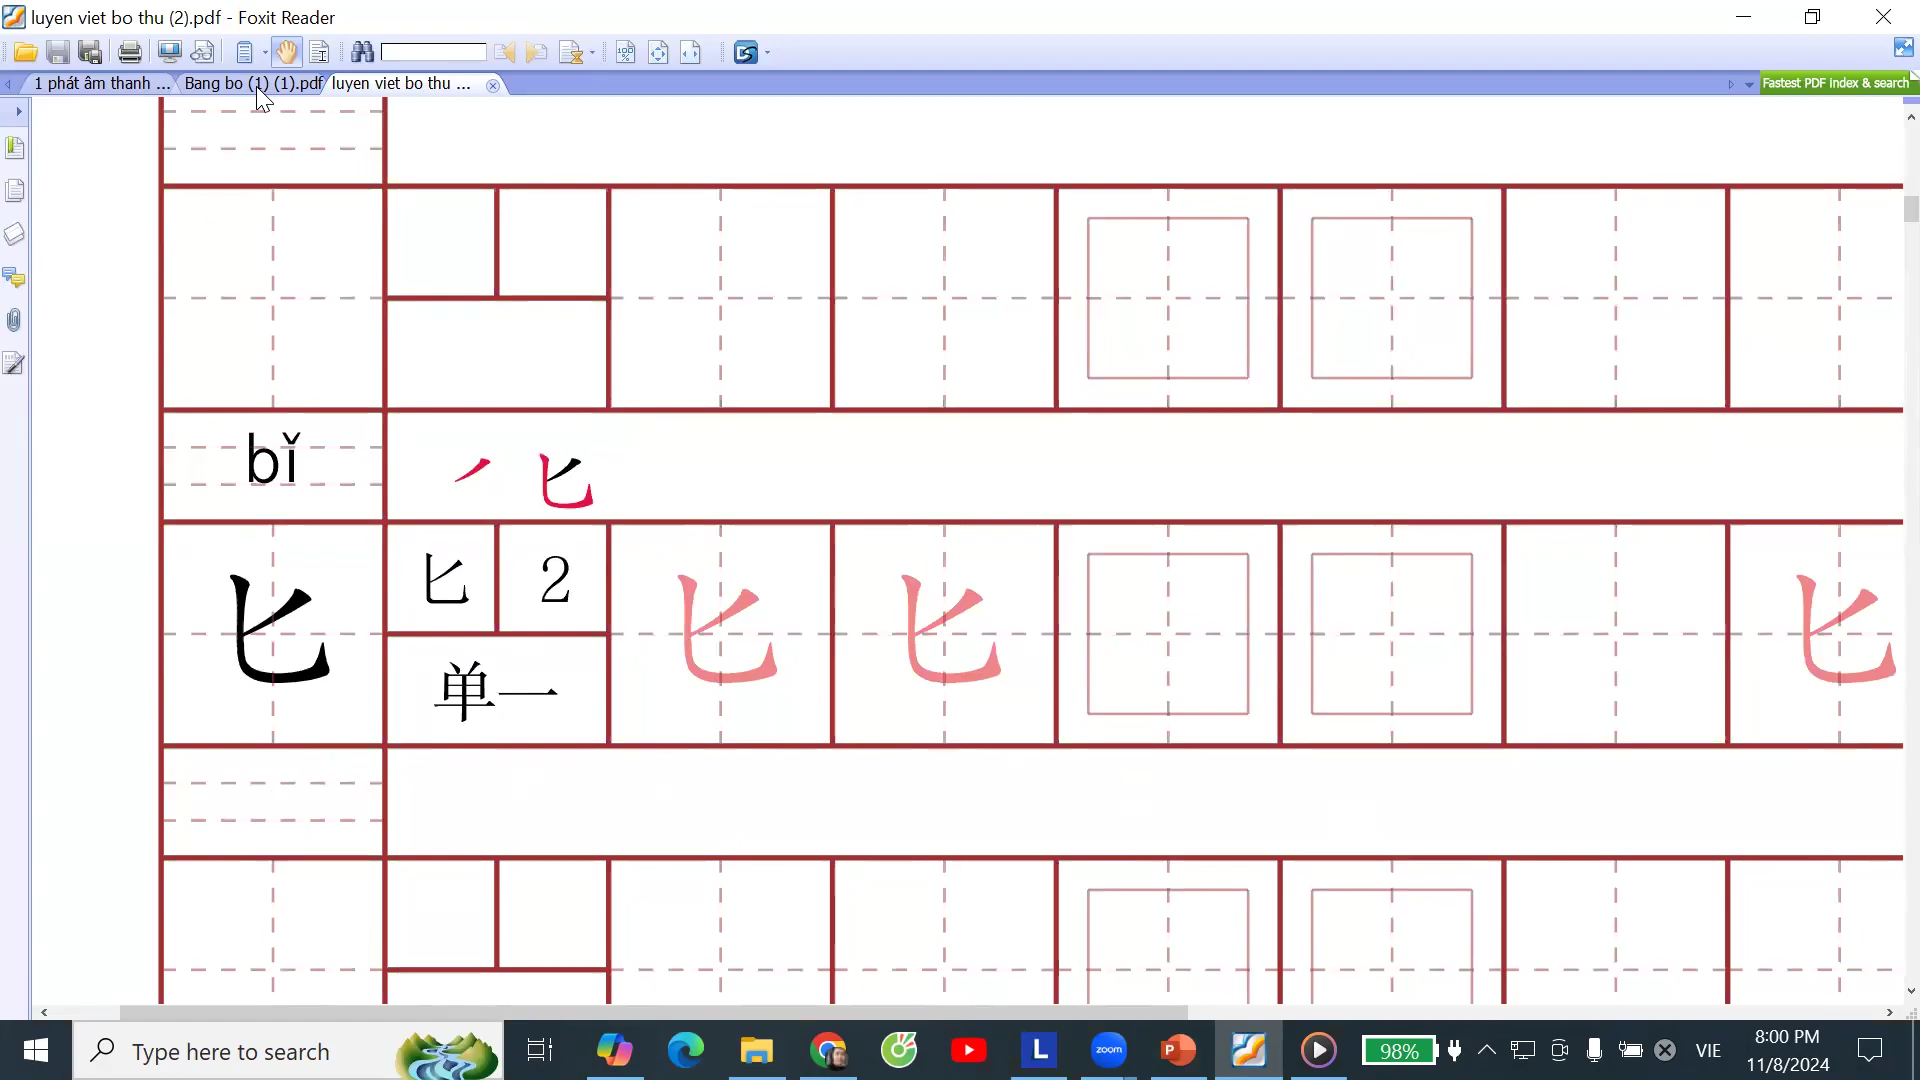 luyen viet bo thu (2).pdf - Foxit Reader
1 phát âm thanh ... Bang bo (1) (1).pdf luyen viet bo thu ... Fastest PDF index & search
bǐ
㇒ 匕
匕 匕 2 匕 匕 匕
单一
Type here to search
L
zoom
P
98%
VIE
8:00 PM
11/8/2024